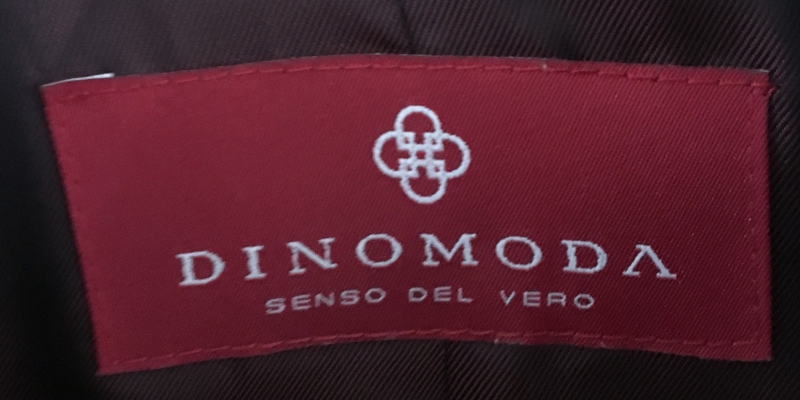 DINOMODA
SENSO DEL VERO